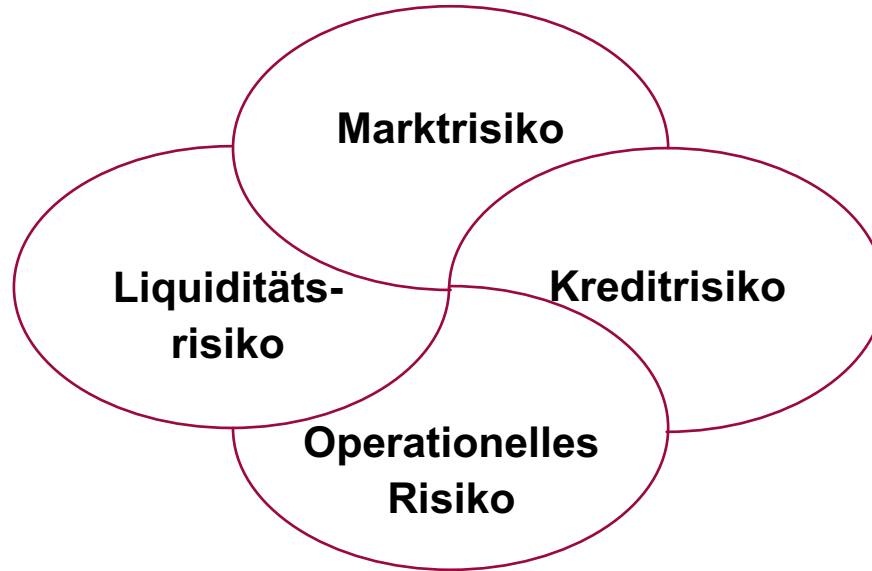 Marktrisiko
Liquiditäts-
risiko
Kreditrisiko
Operationelles
Risiko